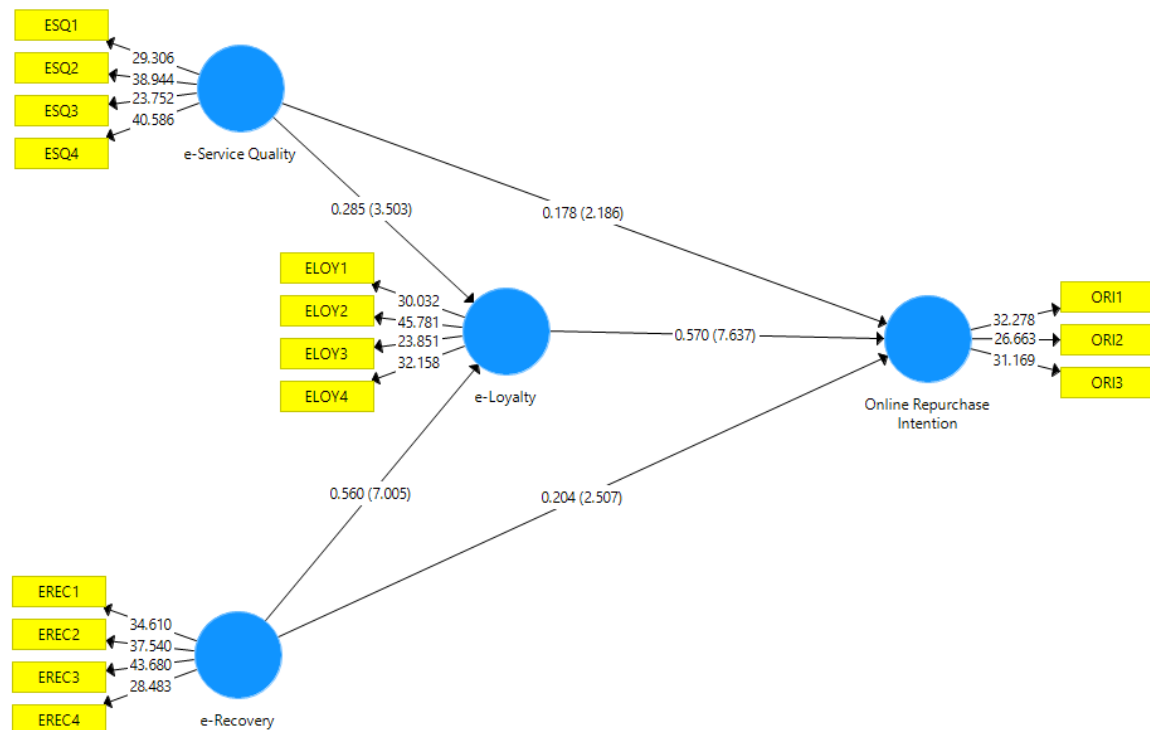 ESQ1
29.306
ESQ2
38.944
ESQ3
23.752
ESQ4
40.586
e-Service Quality
0.285 (3.503)
0.178 (2.186)
ELOY1
30.032
ELOY2
45.781
ELOY3
23.851
ELOY4
32.158
e-Loyalty
0.570 (7.637)
ORI1
32.278
ORI2
26.663
ORI3
31.169
Online Repurchase
Intention
0.560 (7.005)
0.204 (2.507)
EREC1
34.610
EREC2
37.540
EREC3
43.680
EREC4
28.483
e-Recovery